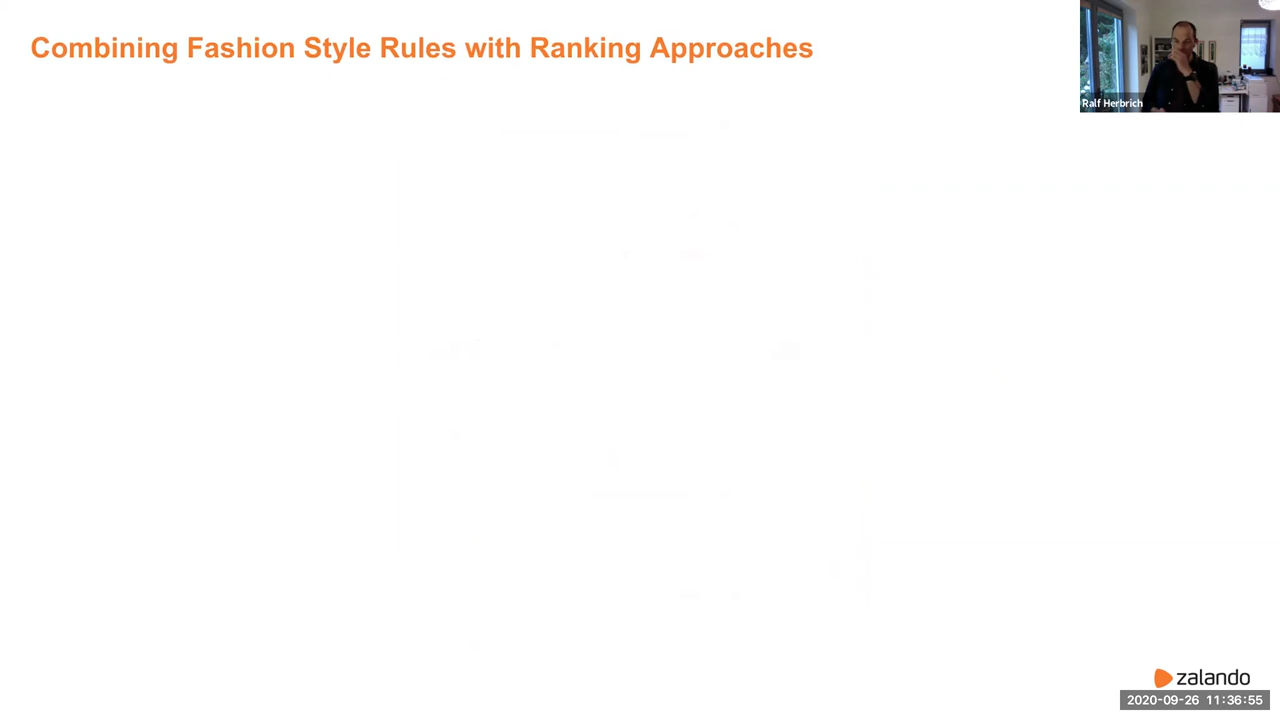 Combining Fashion Style Rules with Ranking Approaches
Ralf Herbrich
zalando
2020-09-26 11:36:55